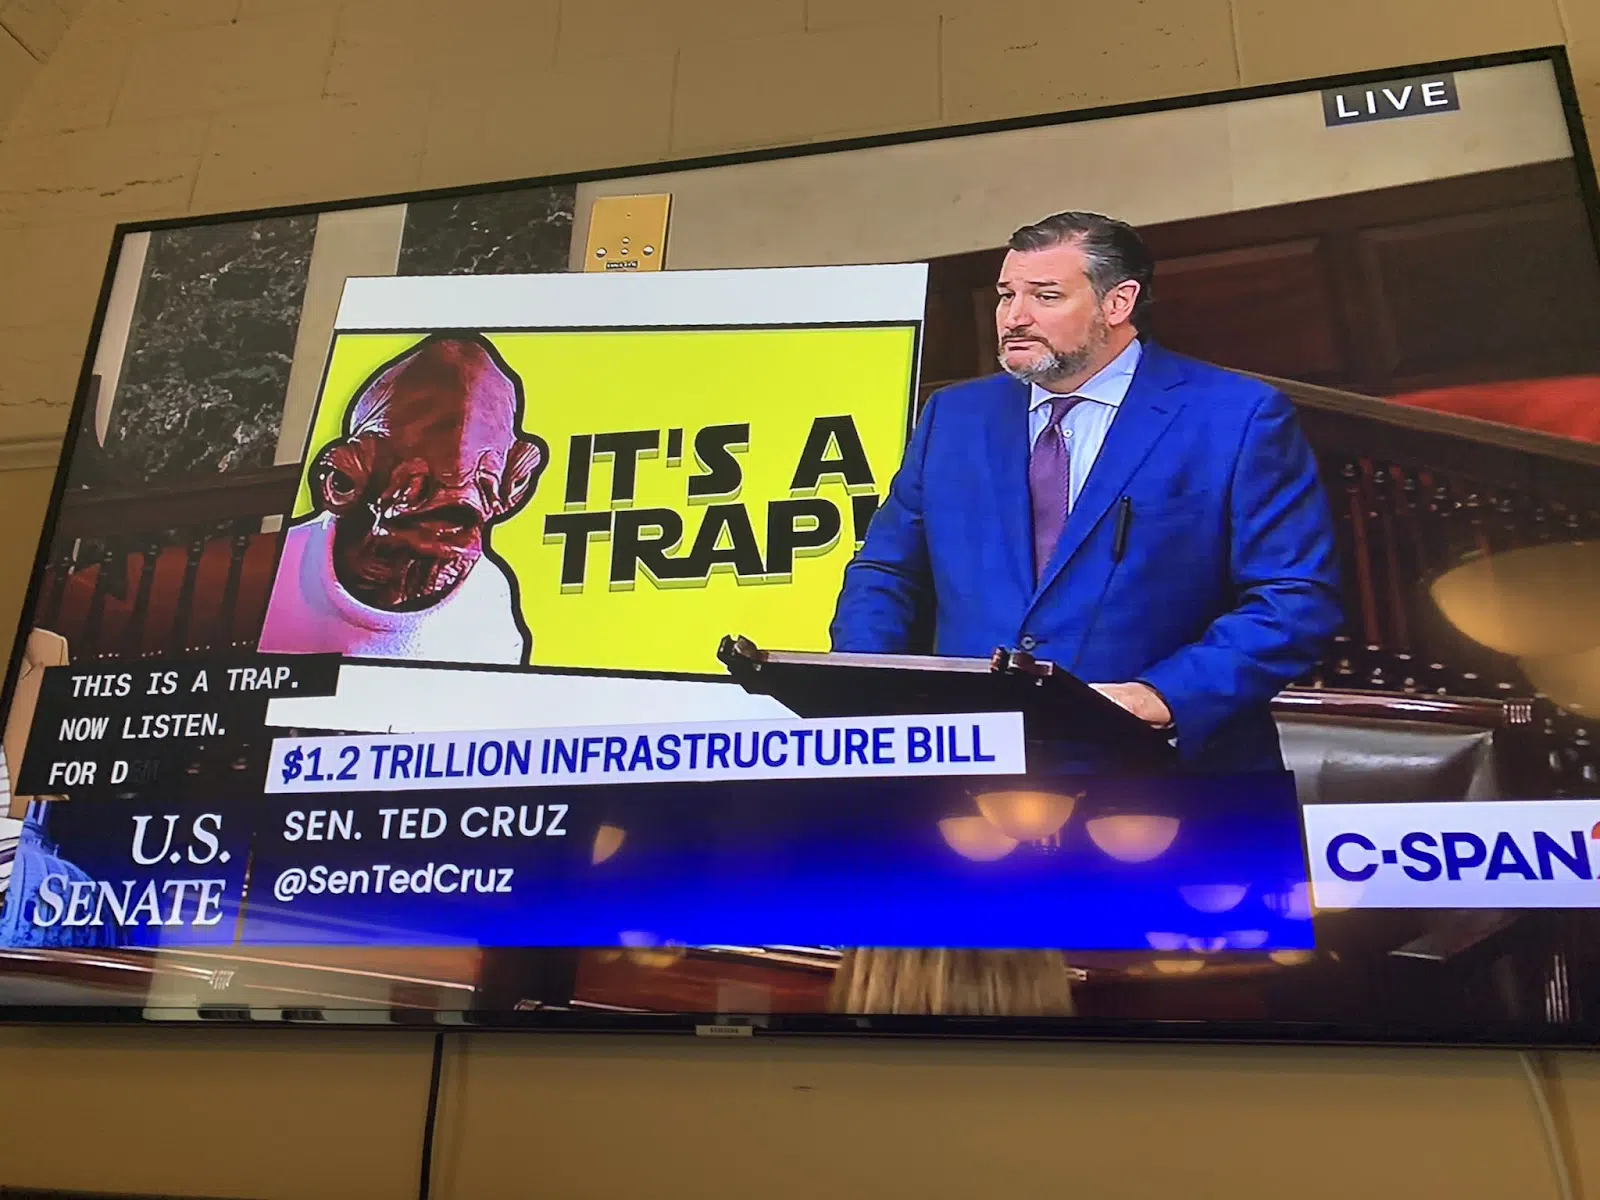 LIVE
IT'S A
TRAP!
THIS IS A TRAP.
NOW LISTEN.
FOR D
$1.2 TRILLION INFRASTRUCTURE BILL
U.S.
SENATE
SEN. TED CRUZ
@SenTedCruz
C-SPAN2